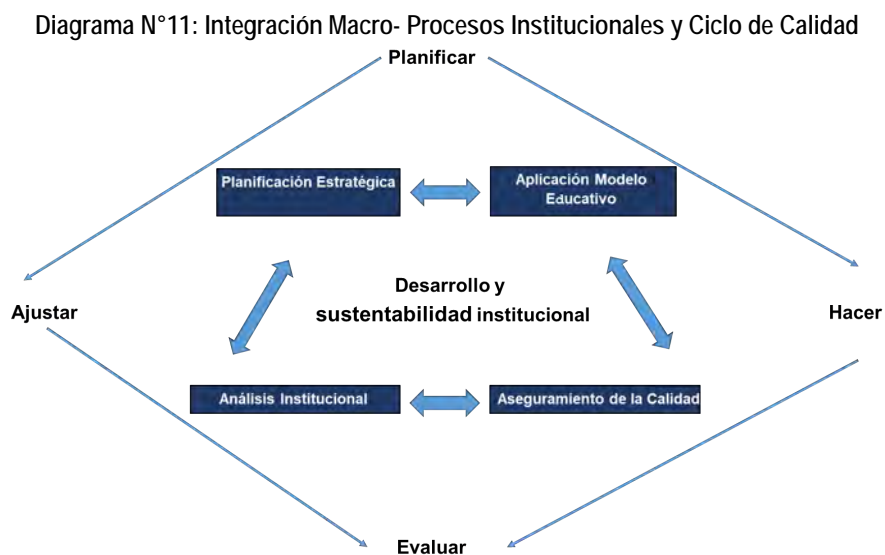 Diagrama N°11: Integración Macro- Procesos Institucionales y Ciclo de Calidad
Planificar
Planificación Estratégica
Aplicación Modelo
Educativo
Desarrollo y
sustentabilidad institucional
Ajustar
Hacer
Análisis Institucional
Aseguramiento de la Calidad
Evaluar